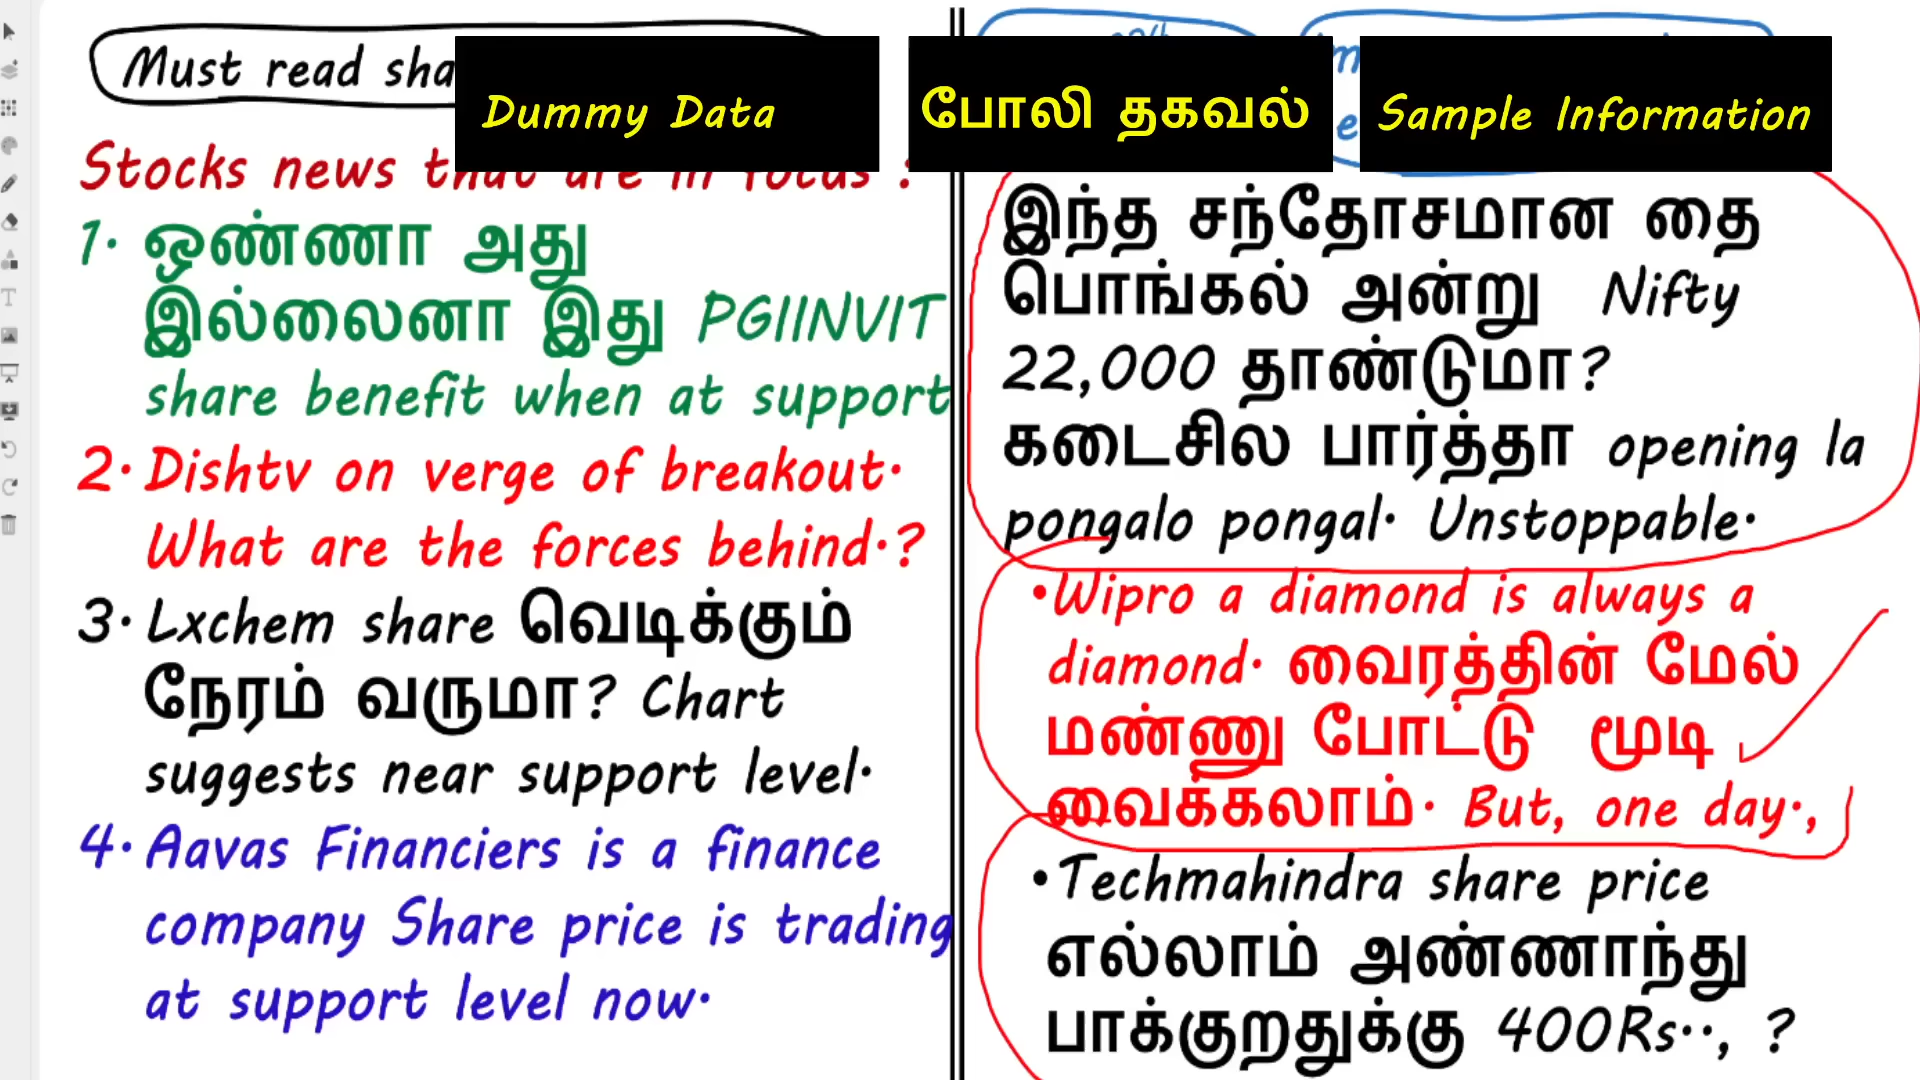 Must read sha
Dummy Data
Stocks news that are in focus :
1. ஒண்ணா அது
இல்லைனா இது PGIINVIT
share benefit when at support
2. Dishtv on verge of breakout.
What are the forces behind.?
3. Lxchem share வெடிக்கும்
நேரம் வருமா? Chart
suggests near support level.
4. Aavas Financiers is a finance
company Share price is trading
at support level now.
போலி தகவல்
Sample Information
இந்த சந்தோசமான தை
பொங்கல் அன்று Nifty
22,000 தாண்டுமா?
கடைசில பார்த்தா opening la
pongalo pongal. Unstoppable.
•Wipro a diamond is always a
diamond. வைரத்தின் மேல்
மண்ணு போட்டு மூடி
வைக்கலாம். But, one day.,
•Techmahindra share price
எல்லாம் அண்ணாந்து
பாக்குறதுக்கு 400Rs.., ?